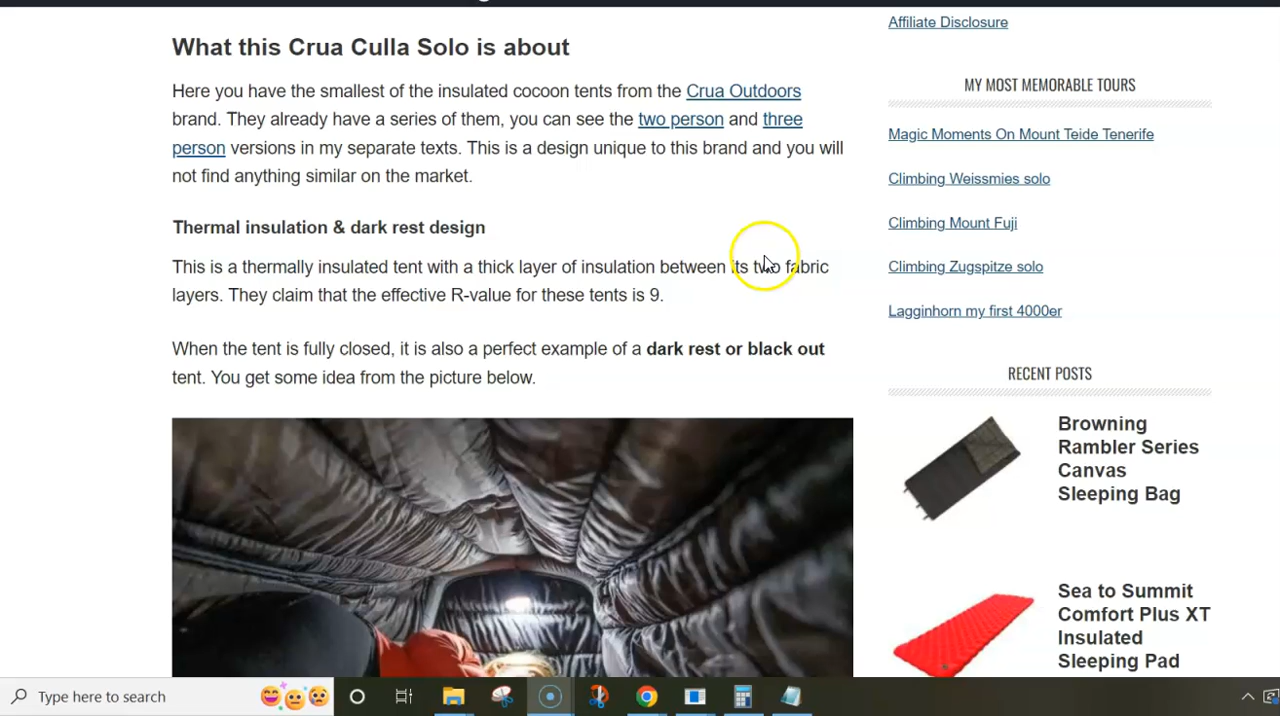 What this Crua Culla Solo is about
Here you have the smallest of the insulated cocoon tents from the Crua Outdoors
brand. They already have a series of them, you can see the two person and three
person versions in my separate texts. This is a design unique to this brand and you will
not find anything similar on the market.
Thermal insulation & dark rest design
This is a thermally insulated tent with a thick layer of insulation between its two fabric
layers. They claim that the effective R-value for these tents is 9.
When the tent is fully closed, it is also a perfect example of a dark rest or black out
tent. You get some idea from the picture below.
Affiliate Disclosure
MY MOST MEMORABLE TOURS
Magic Moments On Mount Teide Tenerife
Climbing Weissmies solo
Climbing Mount Fuji
Climbing Zugspitze solo
Lagginhorn my first 4000er
RECENT POSTS
Browning
Rambler Series
Canvas
Sleeping Bag
Sea to Summit
Comfort Plus XT
Insulated
Sleeping Pad
Type here to search